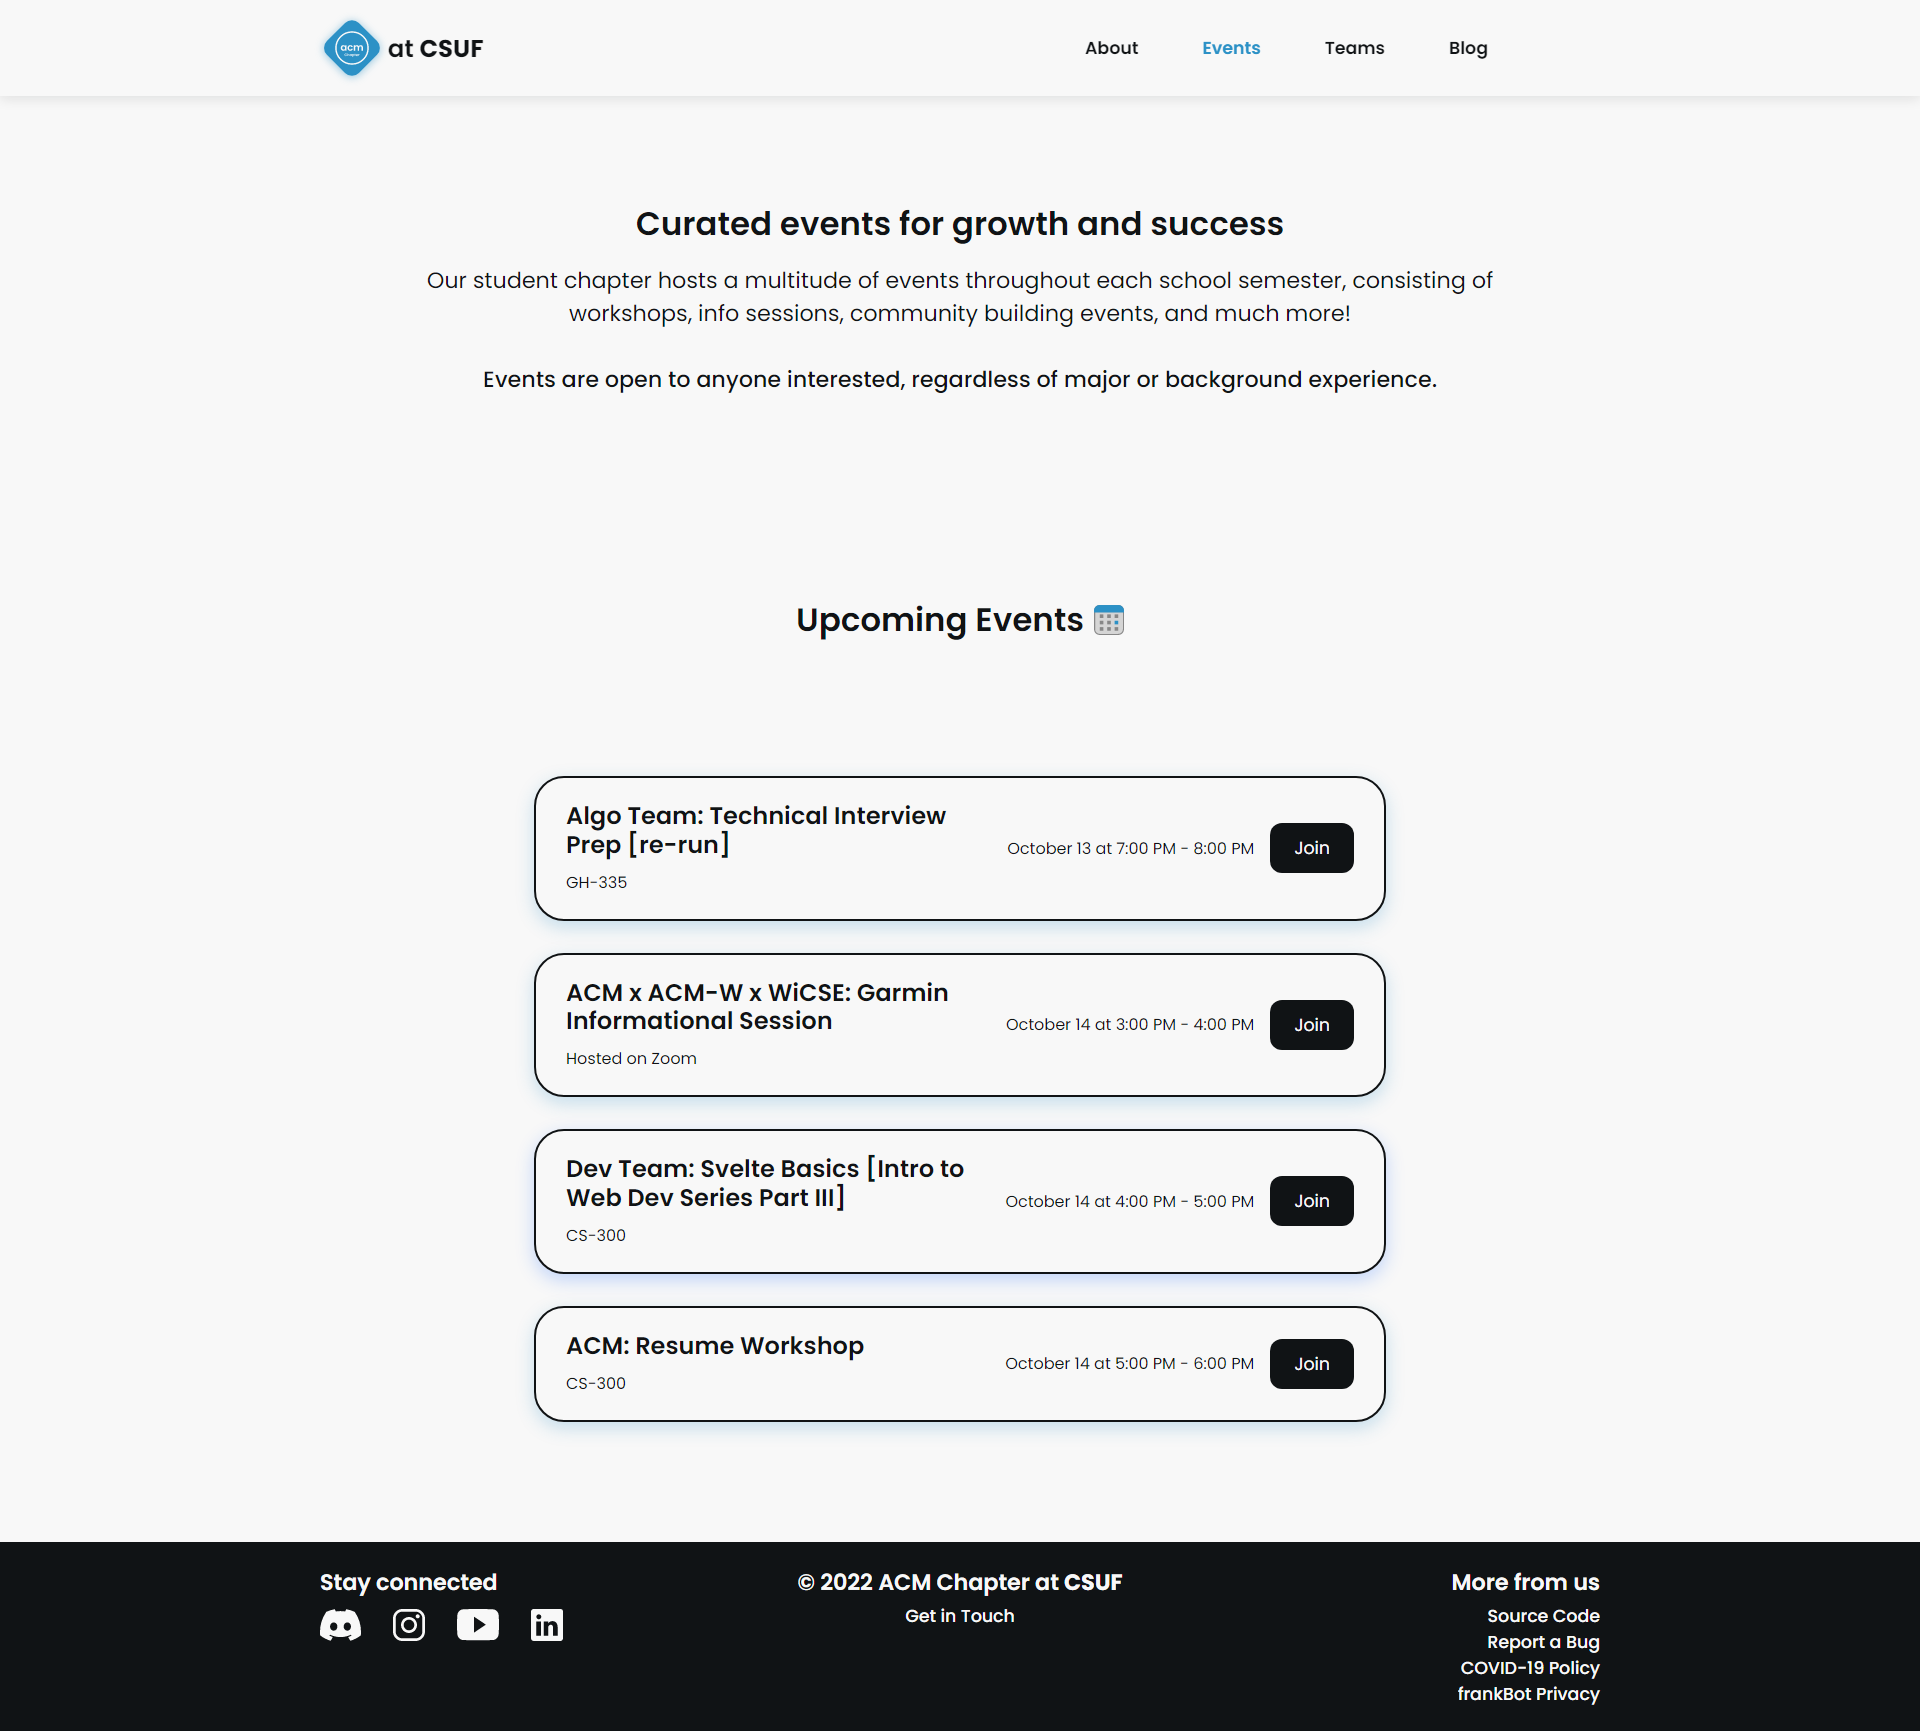 acm
at CSUF
About
Events
Teams
Blog
Curated events for growth and success
Our student chapter hosts a multitude of events throughout each school semester, consisting of
workshops, info sessions, community building events, and much more!
Events are open to anyone interested, regardless of major or background experience.
Upcoming Events
Algo Team: Technical Interview
Prep [re-run]
GH-335
October 13 at 7:00 PM - 8:00 PM
Join
ACM x ACM-W x WiCSE: Garmin
Informational Session
Hosted on Zoom
October 14 at 3:00 PM - 4:00 PM
Join
Dev Team: Svelte Basics [Intro to
Web Dev Series Part III]
CS-300
October 14 at 4:00 PM - 5:00 PM
Join
ACM: Resume Workshop
CS-300
October 14 at 5:00 PM - 6:00 PM
Join
Stay connected
© 2022 ACM Chapter at CSUF
Get in Touch
More from us
Source Code
Report a Bug
COVID-19 Policy
frankBot Privacy